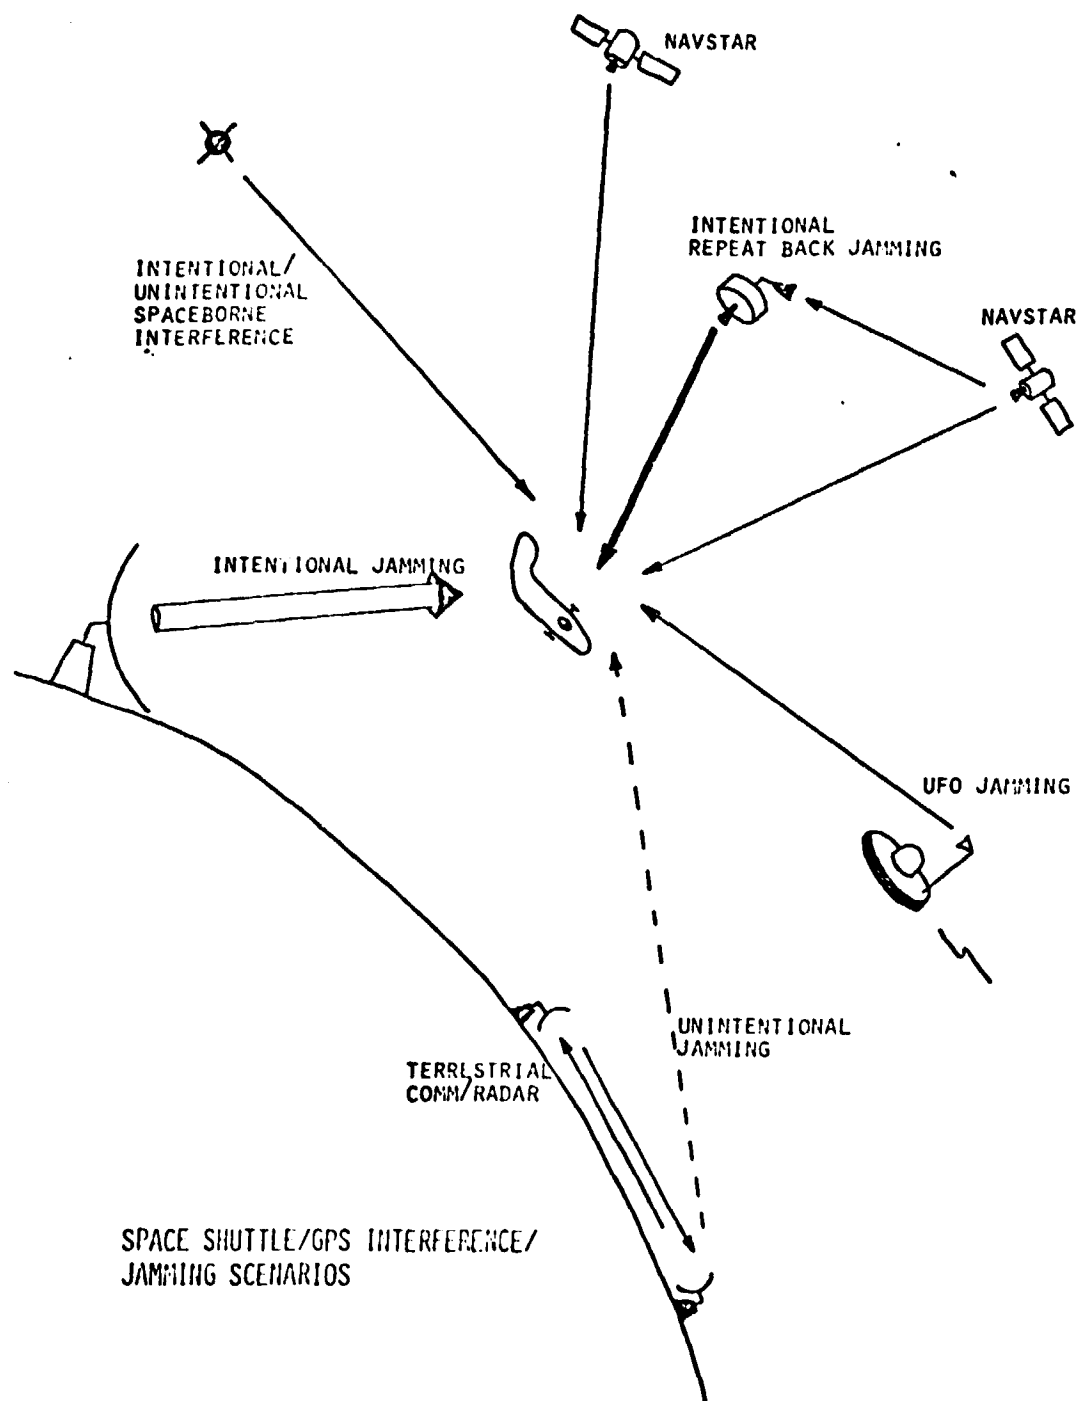 NAVSTAR
INTENTIONAL
REPEAT BACK JAMMING
INTENTIONAL/
UNINTENTIONAL
SPACEBORNE
INTERFERENCE
NAVSTAR
INTENTIONAL JAMMING
UFO JAMMING
UNINTENTIONAL
JAMMING
TERRESTRIAL
COMM/RADAR
SPACE SHUTTLE/GPS INTERFERENCE/
JAMMING SCENARIOS